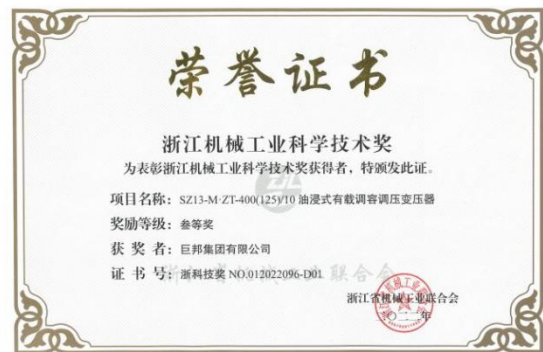 荣誉证书
浙江机械工业科学技术奖
为表彰浙江机械工业科学技术奖获得者，特颁发此证。
项目名称：SZ13-M·ZT-400(125)/10 油浸式有载调容调压变压器
奖励等级：叁等奖
获奖者：巨邦集团有限公司
证书号：浙科技奖 NO.012022096-D01
浙江省机械工业联合会
二〇二二年